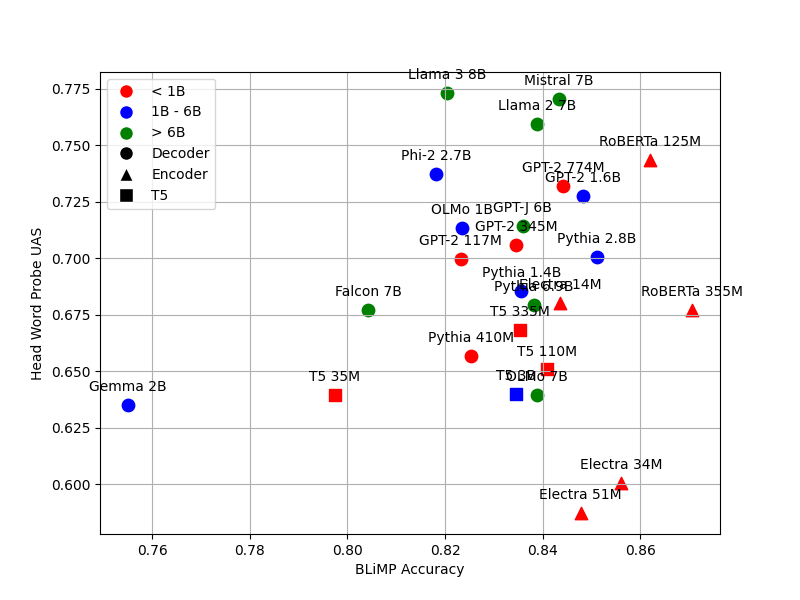 Llama 3 8B
Mistral 7B
Llama 2 7B
RoBERTa 125M
Phi-2 2.7B
GPT-2 774M
GPT-2 1.6B
OLMo 1B
GPT-J 6B
GPT-2 345M
GPT-2 117M
Pythia 2.8B
Pythia 1.4B
Pythia 6.9B
Electra 14M
Falcon 7B
RoBERTa 355M
T5 335M
Pythia 410M
T5 110M
T5 35M
T5 3B
OLMo 7B
Gemma 2B
Electra 34M
Electra 51M
< 1B
1B - 6B
> 6B
Decoder
Encoder
T5
0.775
0.750
0.725
0.700
0.675
0.650
0.625
0.600
Head Word Probe UAS
0.76 0.78 0.80 0.82 0.84 0.86
BLiMP Accuracy